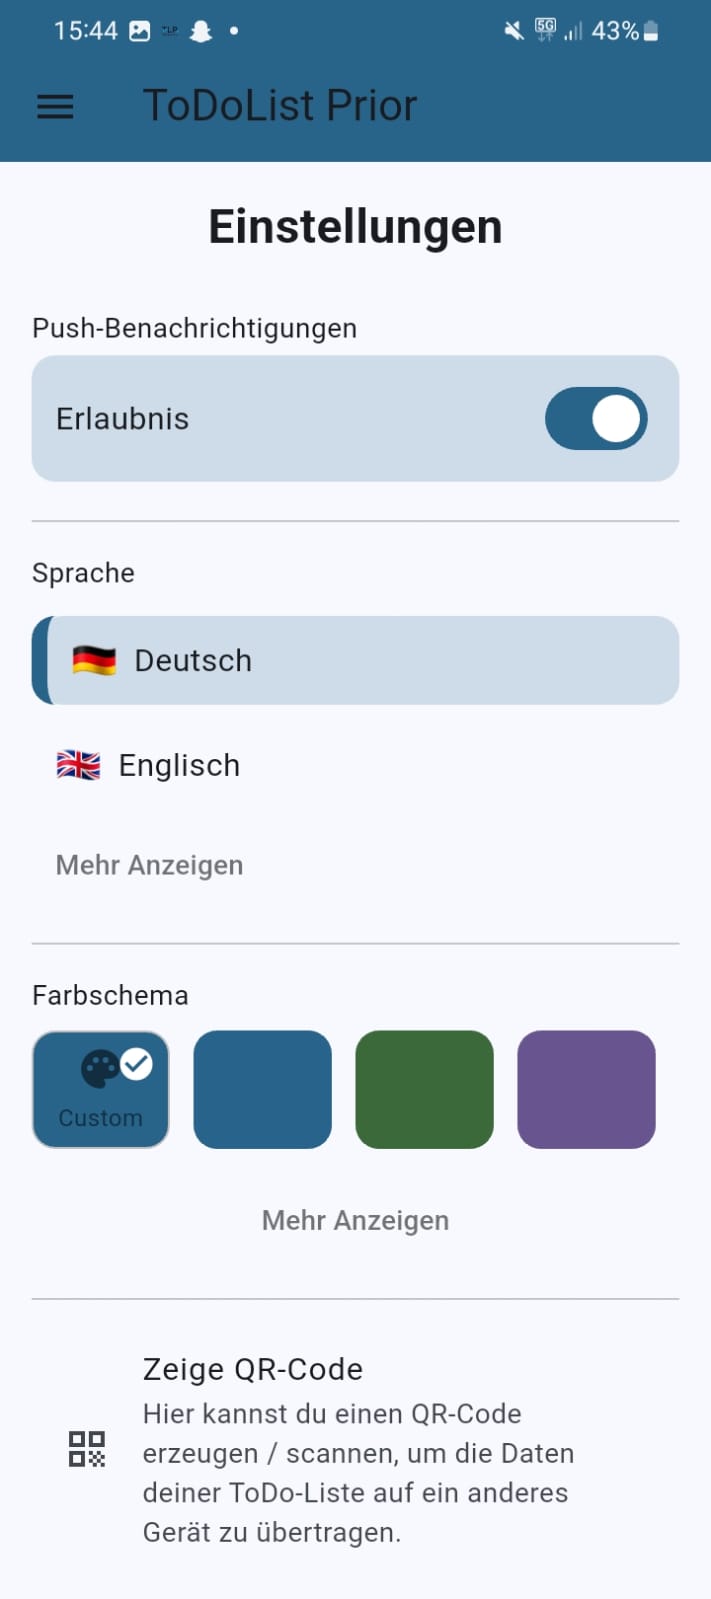 15:44
5G
43%
ToDoList Prior
Einstellungen
Push-Benachrichtigungen
Erlaubnis
Sprache
Deutsch
Englisch
Mehr Anzeigen
Farbschema
Custom
Mehr Anzeigen
Zeige QR-Code
Hier kannst du einen QR-Code
erzeugen / scannen, um die Daten
deiner ToDo-Liste auf ein anderes
Gerät zu übertragen.